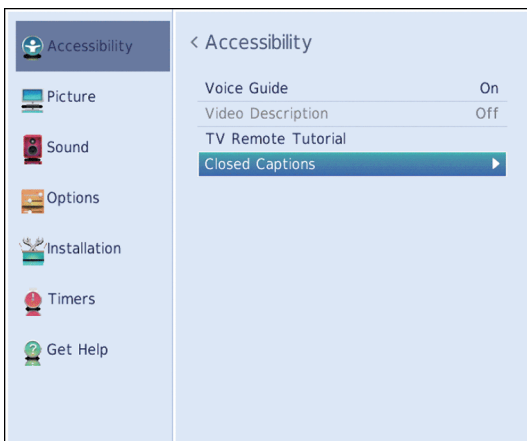 Accessibility
Picture
Sound
Options
Installation
Timers
Get Help
< Accessibility
Voice Guide On
Video Description Off
TV Remote Tutorial
Closed Captions